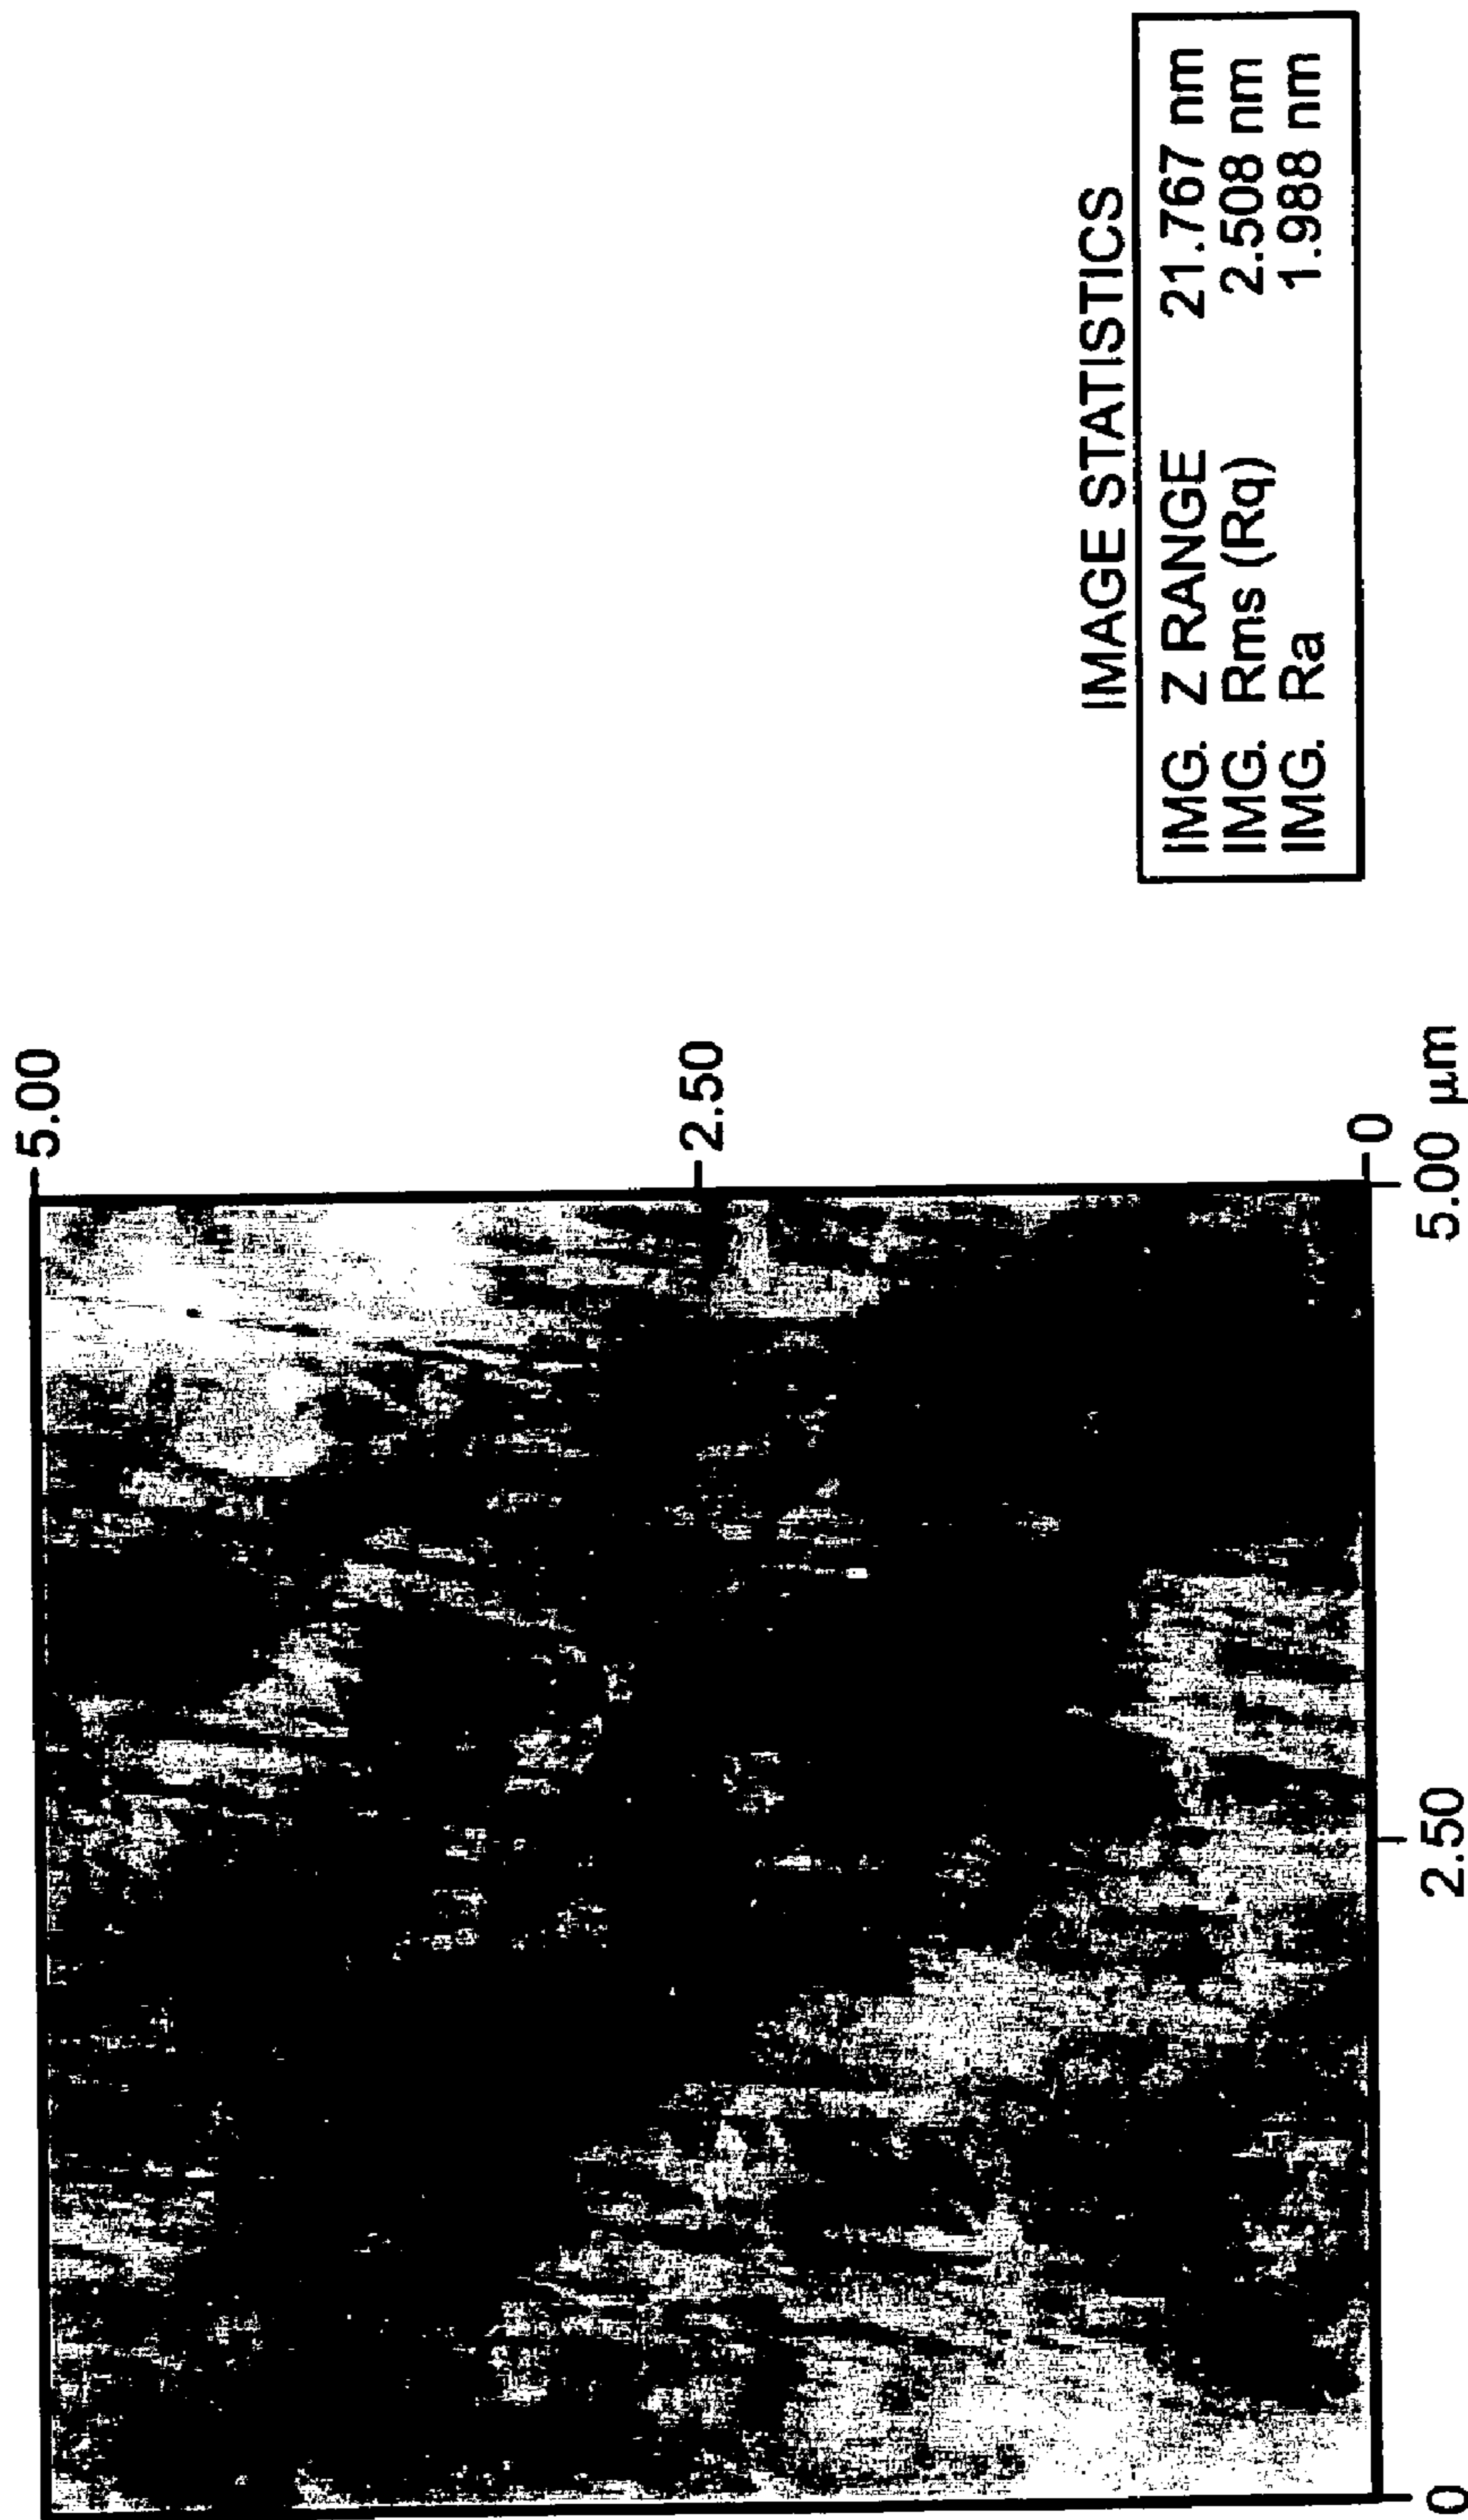 5.00
2.50
0
0 2.50 5.00 µm
IMAGE STATISTICS
IMG. Z RANGE 21.767 nm
IMG. Rms (Rq) 2.508 nm
IMG. Ra 1.988 nm